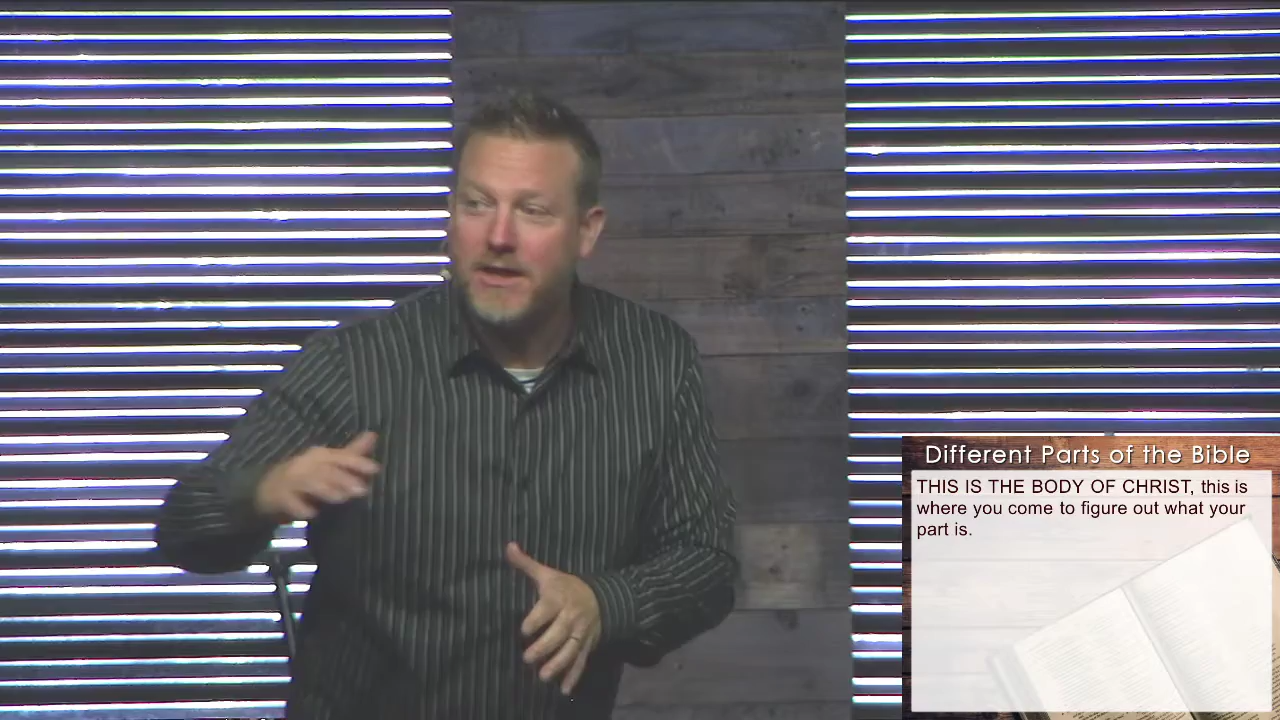 Different Parts of the Bible
THIS IS THE BODY OF CHRIST, this is
where you come to figure out what your
part is.